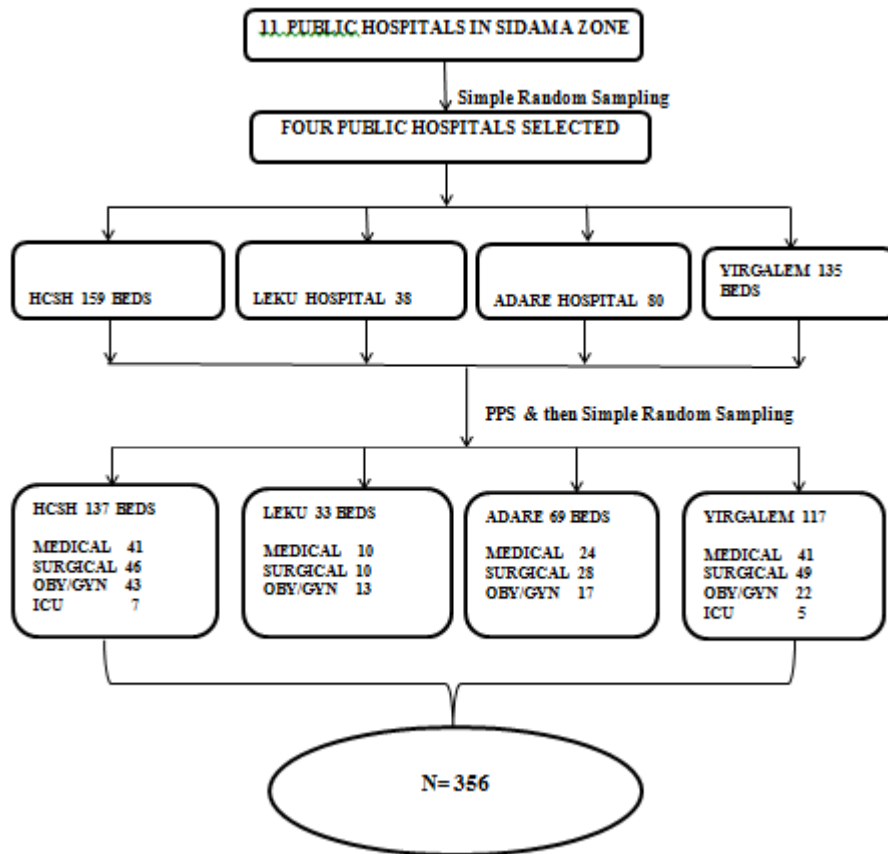 11 PUBLIC HOSPITALS IN SIDAMA ZONE
Simple Random Sampling
FOUR PUBLIC HOSPITALS SELECTED
HCSH 159 BEDS
LEKU HOSPITAL 38
ADARE HOSPITAL 80
YIRGALEM 135
BEDS
PPS & then Simple Random Sampling
HCSH 137 BEDS
MEDICAL 41
SURGICAL 46
OBY/GYN 43
ICU 7
LEKU 33 BEDS
MEDICAL 10
SURGICAL 10
OBY/GYN 13
ADARE 69 BEDS
MEDICAL 24
SURGICAL 28
OBY/GYN 17
YIRGALEM 117
MEDICAL 41
SURGICAL 49
OBY/GYN 22
ICU 5
N= 356